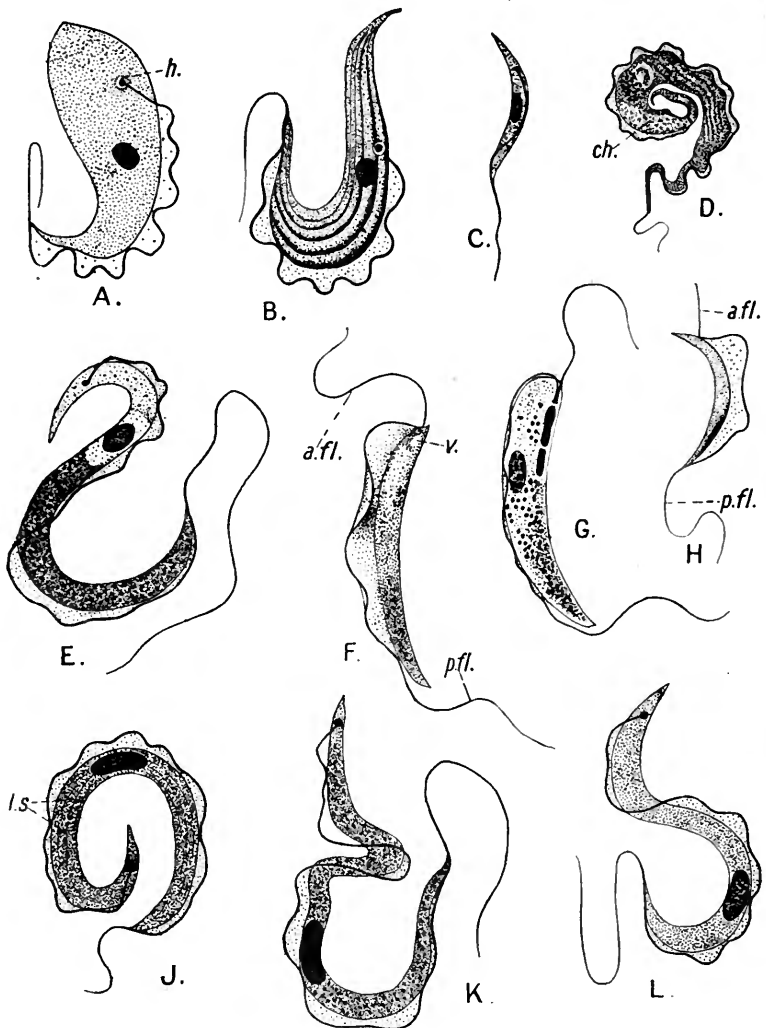 h.
A.
B.
C.
ch.
D.
E.
a.fl.
v.
F.
p.fl.
G.
a.fl.
p.fl.
H
l.s.
J.
K.
L.